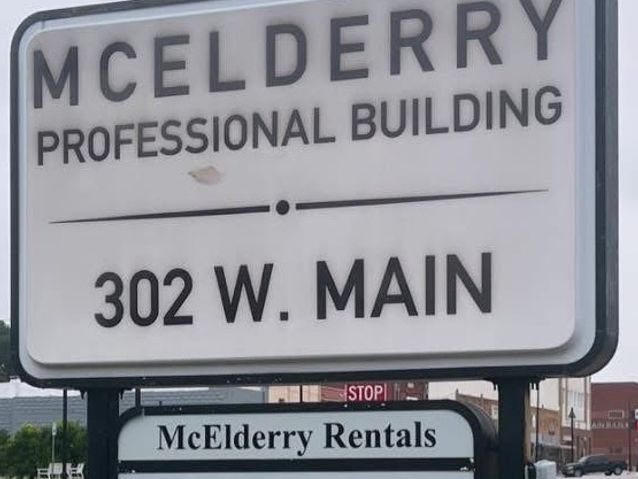 MCELDERRY
PROFESSIONAL BUILDING
302 W. MAIN
STOP
McElderry Rentals